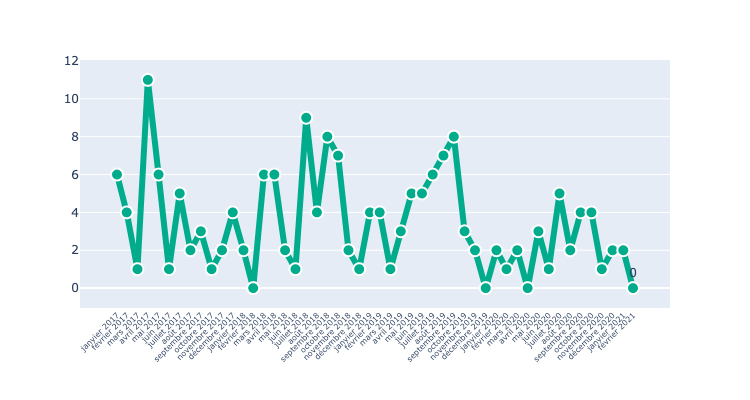 12
10
8
6
4
2
0
0
janvier 2017
février 2017
mars 2017
avril 2017
mai 2017
juin 2017
juillet 2017
août 2017
septembre 2017
octobre 2017
novembre 2017
décembre 2017
janvier 2018
février 2018
mars 2018
avril 2018
mai 2018
juin 2018
juillet 2018
août 2018
septembre 2018
octobre 2018
novembre 2018
décembre 2018
janvier 2019
février 2019
mars 2019
avril 2019
mai 2019
juin 2019
juillet 2019
août 2019
septembre 2019
octobre 2019
novembre 2019
décembre 2019
janvier 2020
février 2020
mars 2020
avril 2020
mai 2020
juin 2020
juillet 2020
août 2020
septembre 2020
octobre 2020
novembre 2020
décembre 2020
janvier 2021
février 2021